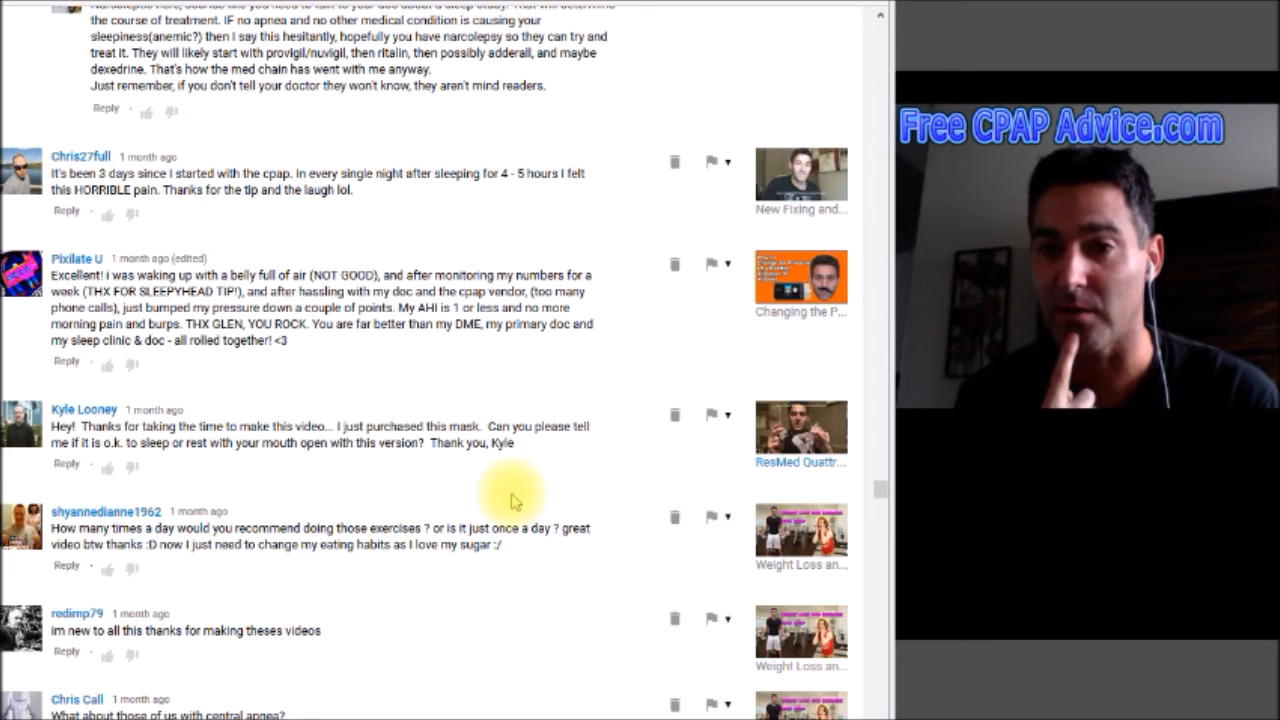 the course of treatment. IF no apnea and no other medical condition is causing your
sleepiness(anemic?) then I say this hesitantly, hopefully you have narcolepsy so they can try and
treat it. They will likely start with provigil/nuvigil, then ritalin, then possibly adderall, and maybe
dexedrine. That's how the med chain has went with me anyway.
Just remember, if you don't tell your doctor they won't know, they aren't mind readers.
Reply
Free CPAP Advice.com
Chris27full 1 month ago
It's been 3 days since I started with the cpap. In every single night after sleeping for 4 - 5 hours I felt
this HORRIBLE pain. Thanks for the tip and the laugh lol.
Reply
New Fixing and...
Pixilate U 1 month ago (edited)
Excellent! i was waking up with a belly full of air (NOT GOOD), and after monitoring my numbers for a
week (THX FOR SLEEPYHEAD TIP!), and after hassling with my doc and the cpap vendor, (too many
phone calls), just bumped my pressure down a couple of points. My AHI is 1 or less and no more
morning pain and burps. THX GLEN, YOU ROCK. You are far better than my DME, my primary doc and
my sleep clinic & doc - all rolled together! <3
Reply
Changing the P...
Kyle Looney 1 month ago
Hey! Thanks for taking the time to make this video... I just purchased this mask. Can you please tell
me if it is o.k. to sleep or rest with your mouth open with this version? Thank you, Kyle
Reply
ResMed Quattr...
shyannedianne1962 1 month ago
How many times a day would you recommend doing those exercises ? or is it just once a day ? great
video btw thanks :D now I just need to change my eating habits as I love my sugar :/
Reply
Weight Loss an...
redimp79 1 month ago
im new to all this thanks for making theses videos
Reply
Weight Loss an...
Chris Call 1 month ago
What about those of us with central apnea?